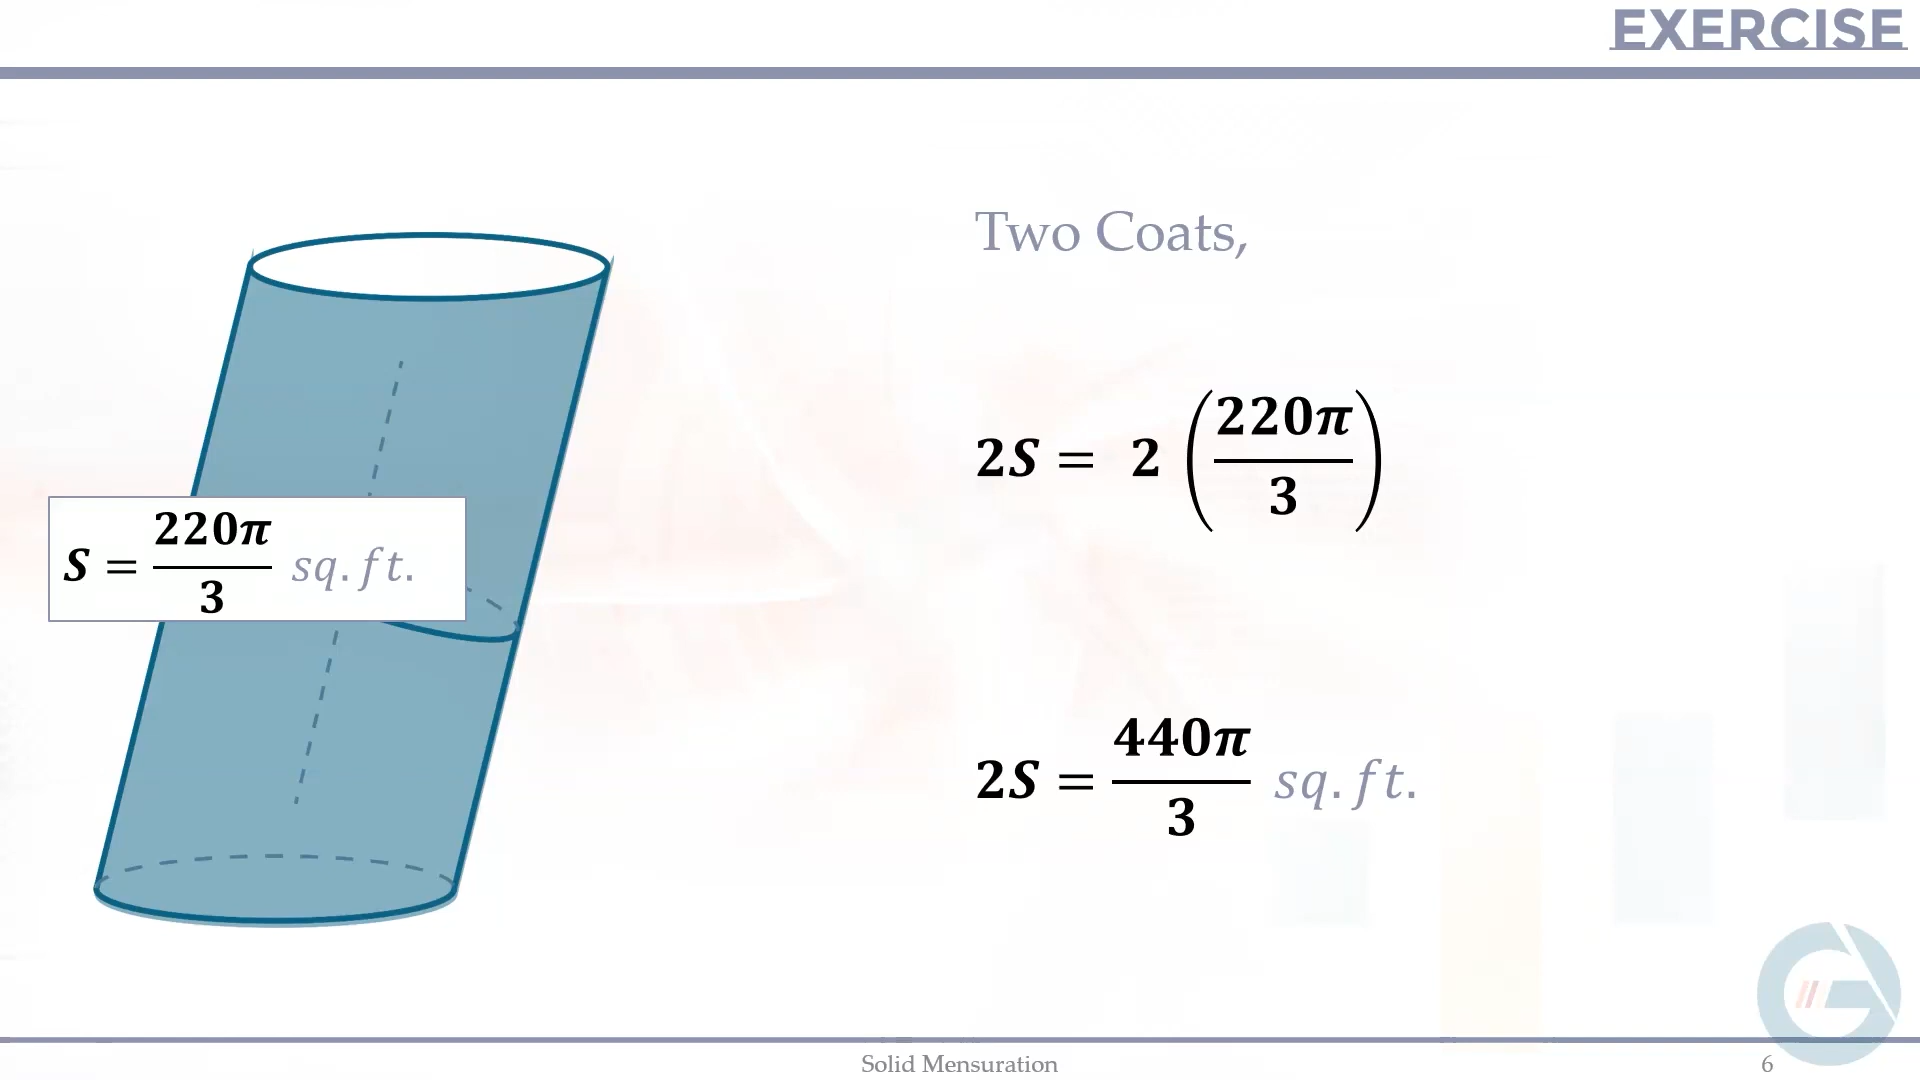 EXERCISE
Two Coats,
2S = 2 (220π/3)
S = 220π/3 sq.ft.
2S = 440π/3 sq.ft.
Solid Mensuration
6